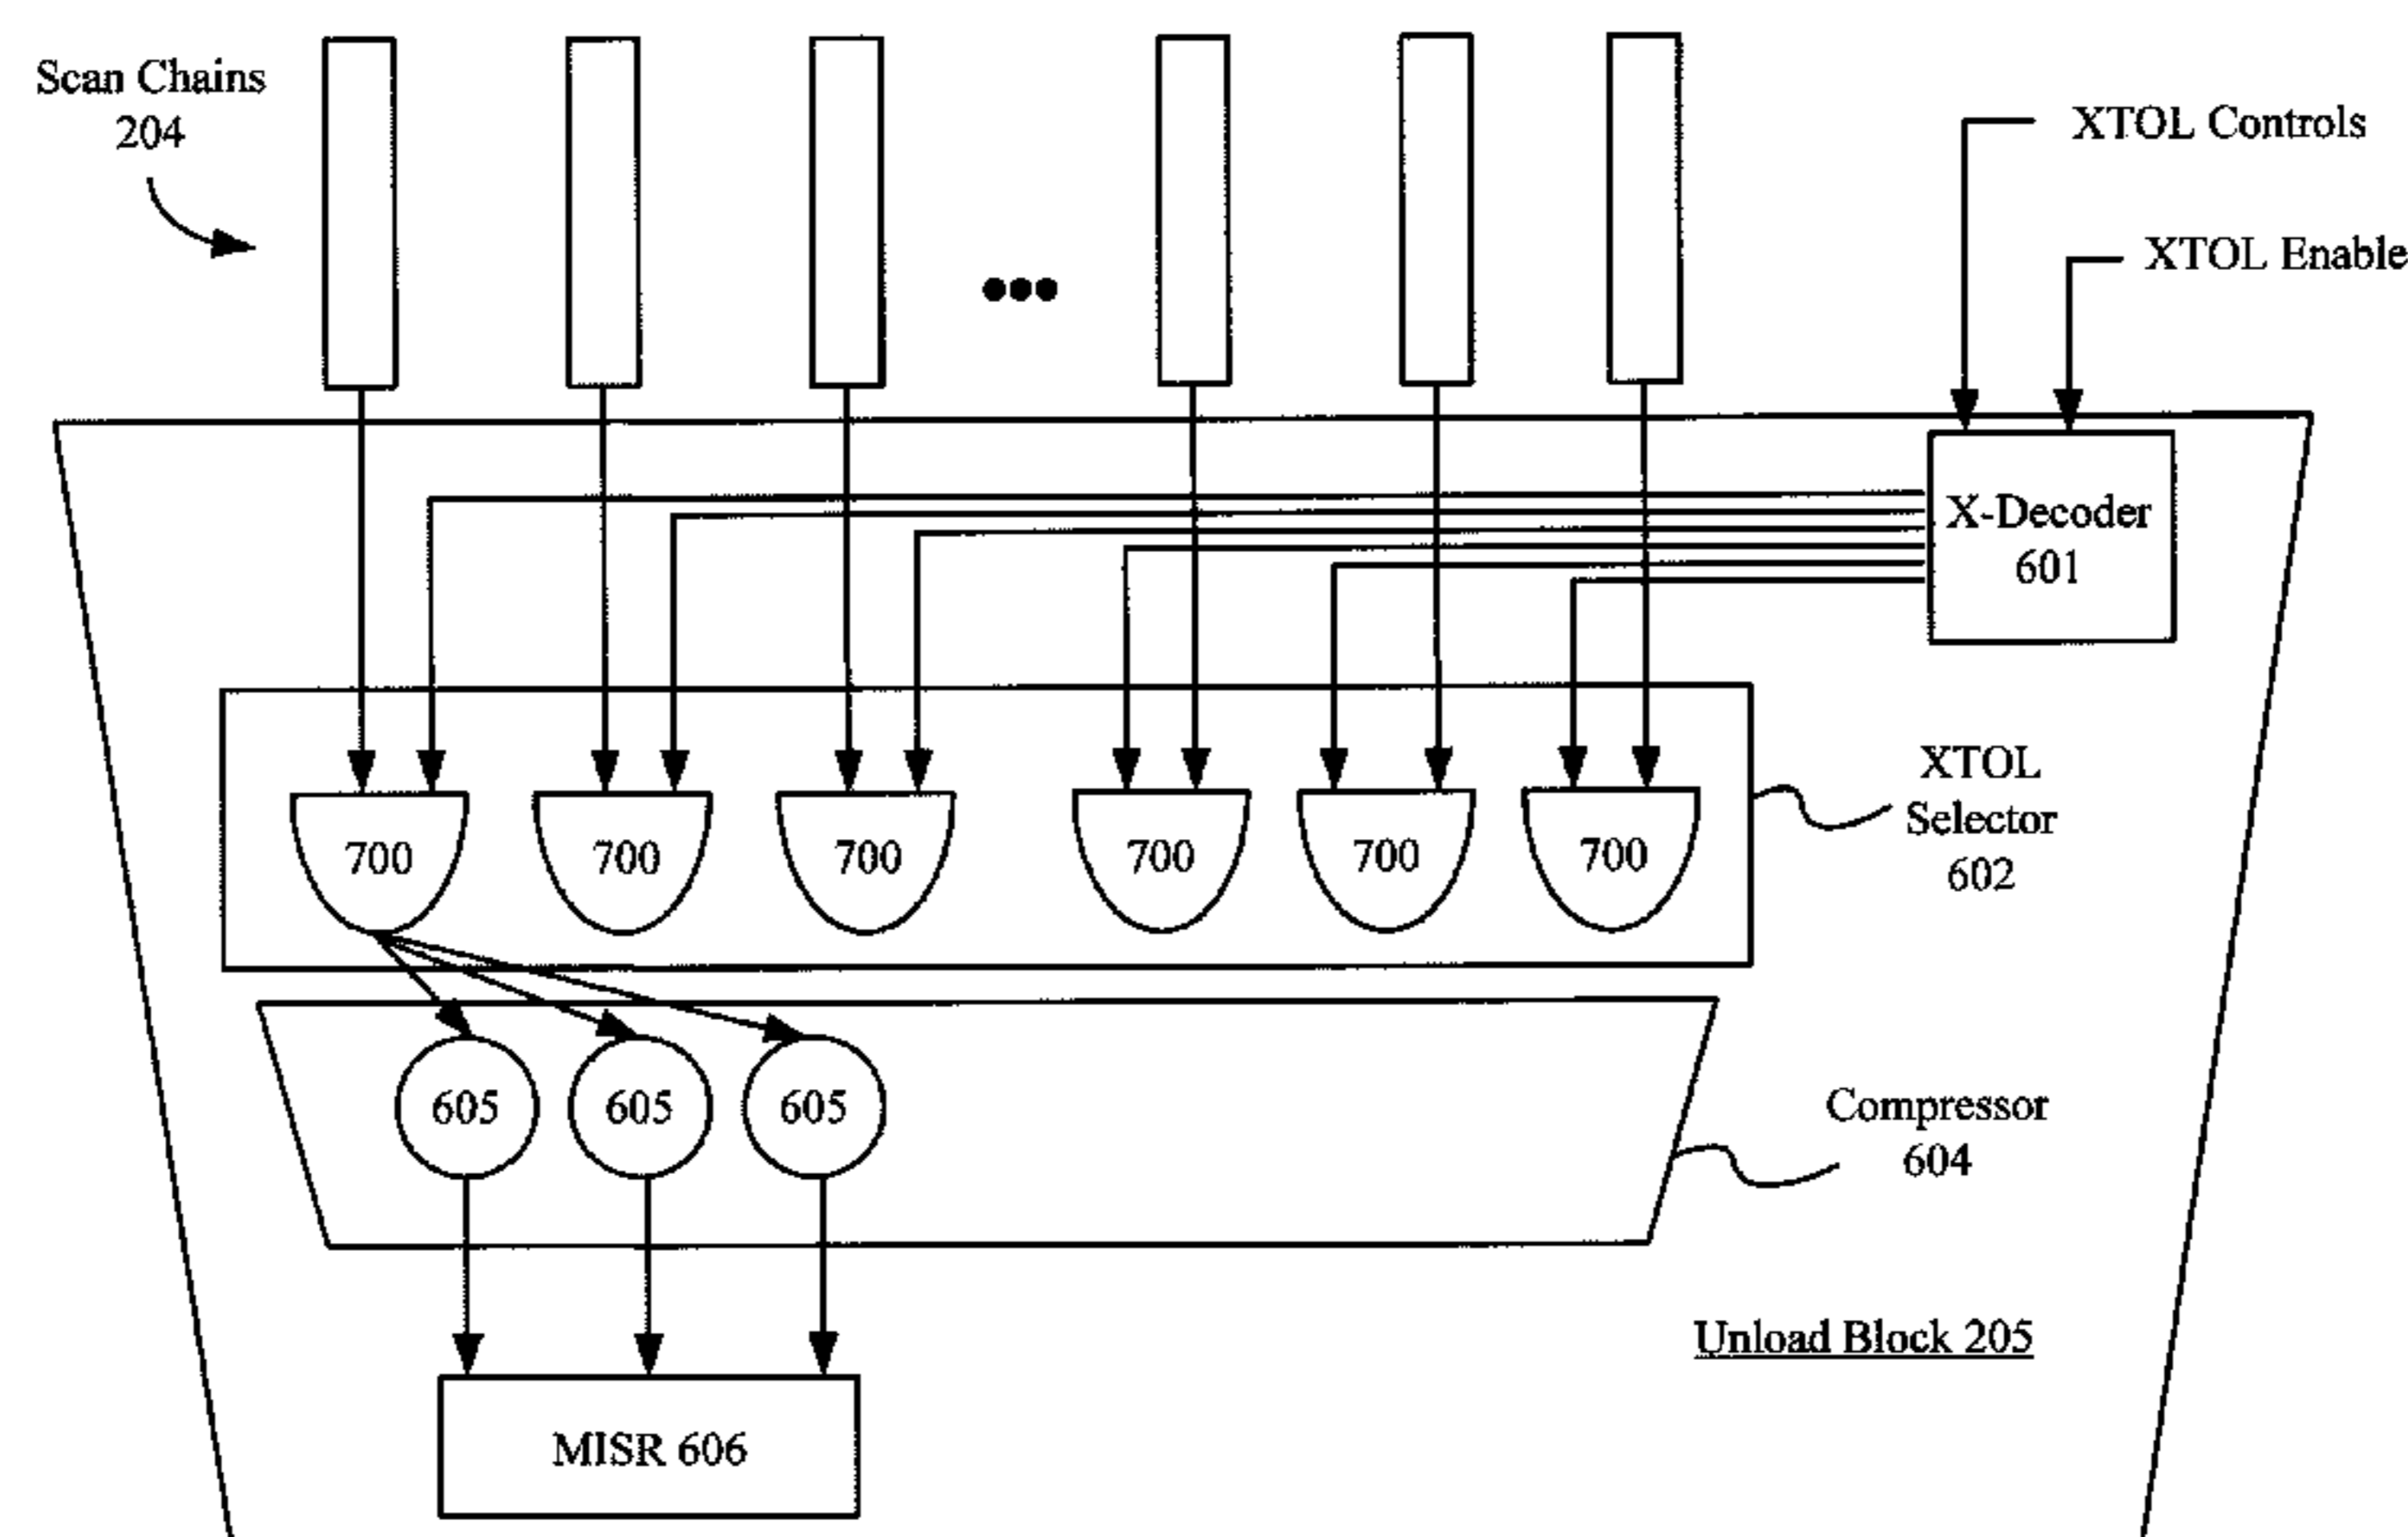 Scan Chains
204
XTOL Controls
XTOL Enable
X-Decoder
601
700 700 700 700 700 700
XTOL
Selector
602
605 605 605
Compressor
604
Unload Block 205
MISR 606